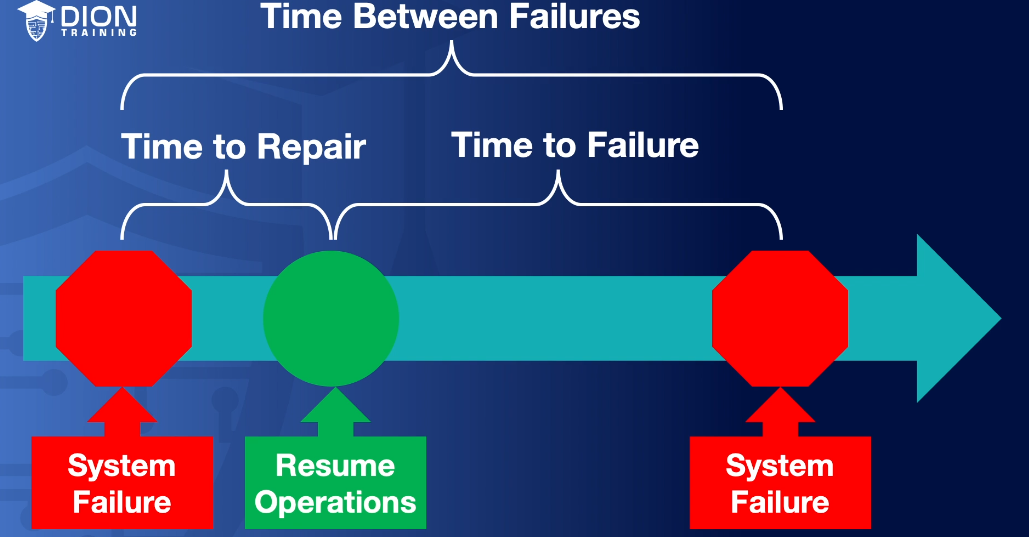 DION
TRAINING
Time Between Failures
Time to Repair
Time to Failure
System
Failure
Resume
Operations
System
Failure